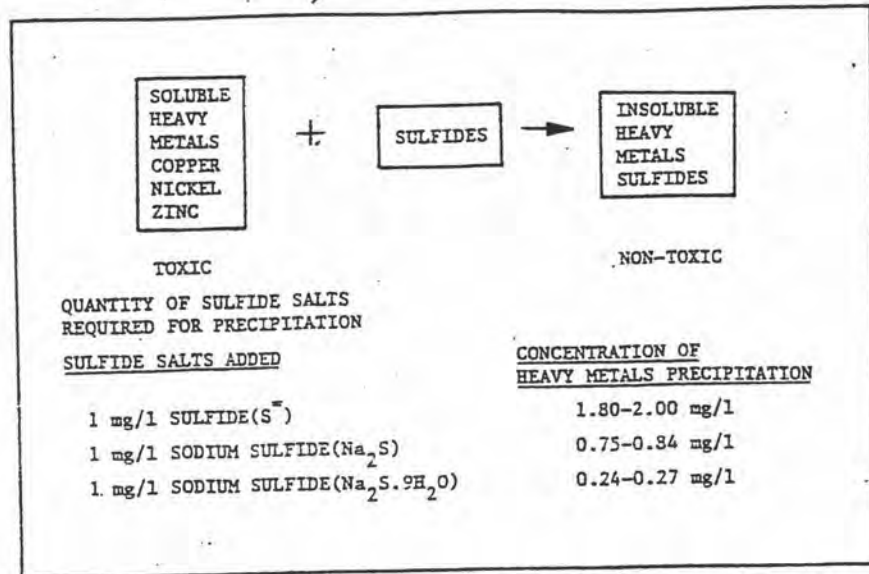 SOLUBLE
HEAVY
METALS
COPPER
NICKEL
ZINC
+
SULFIDES
INSOLUBLE
HEAVY
METALS
SULFIDES
TOXIC
NON-TOXIC
QUANTITY OF SULFIDE SALTS
REQUIRED FOR PRECIPITATION
SULFIDE SALTS ADDED
CONCENTRATION OF
HEAVY METALS PRECIPITATION
1 mg/l SULFIDE(S=)
1.80-2.00 mg/l
1 mg/l SODIUM SULFIDE(Na2S)
0.75-0.84 mg/l
1 mg/l SODIUM SULFIDE(Na2S.9H2O)
0.24-0.27 mg/l